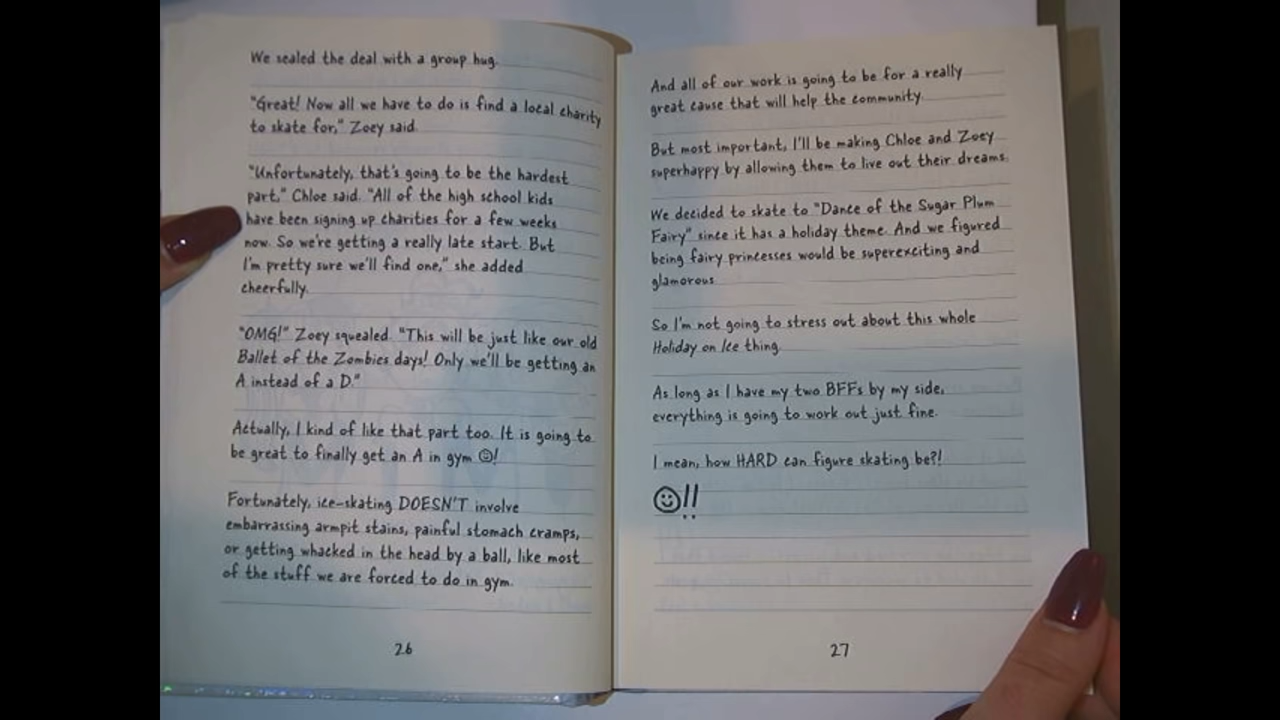 We sealed the deal with a group hug.
"Great! Now all we have to do is find a local charity
to skate for," Zoey said.
"Unfortunately, that's going to be the hardest
part," Chloe said. "All of the high school kids
have been signing up charities for a few weeks
now. So we're getting a really late start. But
I'm pretty sure we'll find one," she added
cheerfully.
"OMG!" Zoey squealed. "This will be just like our old
Ballet of the Zombies days! Only we'll be getting an
A instead of a D."
Actually, I kind of like that part too. It is going to
be great to finally get an A in gym ☺!
Fortunately, ice-skating DOESN'T involve
embarrassing armpit stains, painful stomach cramps,
or getting whacked in the head by a ball, like most
of the stuff we are forced to do in gym.
26
And all of our work is going to be for a really
great cause that will help the community.
But most important, I'll be making Chloe and Zoey
superhappy by allowing them to live out their dreams.
We decided to skate to "Dance of the Sugar Plum
Fairy" since it has a holiday theme. And we figured
being fairy princesses would be superexciting and
glamorous.
So I'm not going to stress out about this whole
Holiday on Ice thing.
As long as I have my two BFFs by my side,
everything is going to work out just fine.
I mean, how HARD can figure skating be?!
☺!!
27